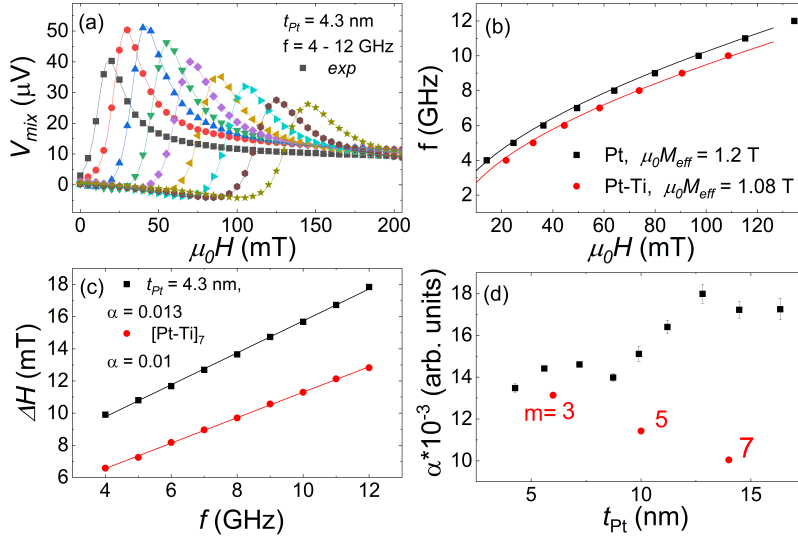 (a)
t_Pt = 4.3 nm
f = 4 - 12 GHz
■ exp
V_mix (μV)
50
40
30
20
10
0
0 50 100 150 200
μ₀H (mT)
(b)
f (GHz)
12
10
8
6
4
2
■ Pt, μ₀M_eff = 1.2 T
● Pt-Ti, μ₀M_eff = 1.08 T
20 40 60 80 100 120
μ₀H (mT)
(c)
■ t_Pt = 4.3 nm,
α = 0.013
● [Pt-Ti]₇
α = 0.01
ΔH (mT)
18
16
14
12
10
8
6
4 6 8 10 12
f (GHz)
(d)
α*10⁻³ (arb. units)
18
16
14
12
10
m= 3
5
7
5 10 15
t_Pt (nm)